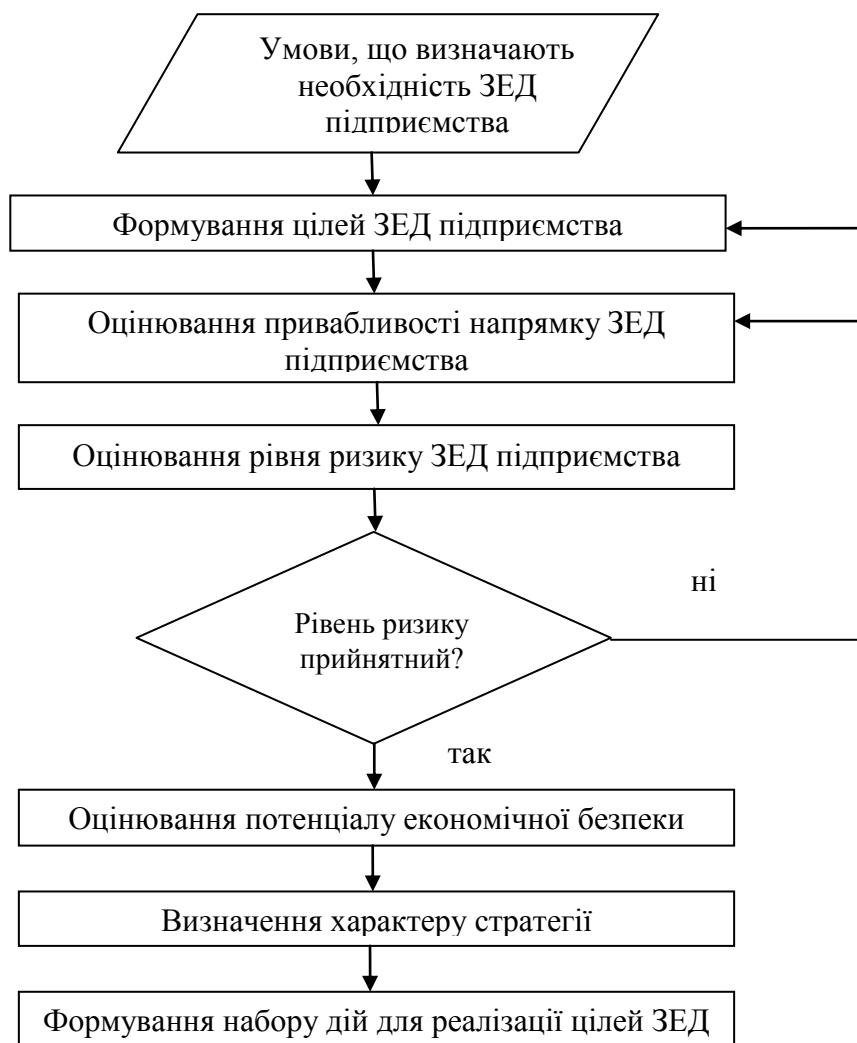 Умови, що визначають
необхідність ЗЕД
підприємства
Формування цілей ЗЕД підприємства
Оцінювання привабливості напрямку ЗЕД
підприємства
Оцінювання рівня ризику ЗЕД підприємства
ні
Рівень ризику
прийнятний?
так
Оцінювання потенціалу економічної безпеки
Визначення характеру стратегії
Формування набору дій для реалізації цілей ЗЕД